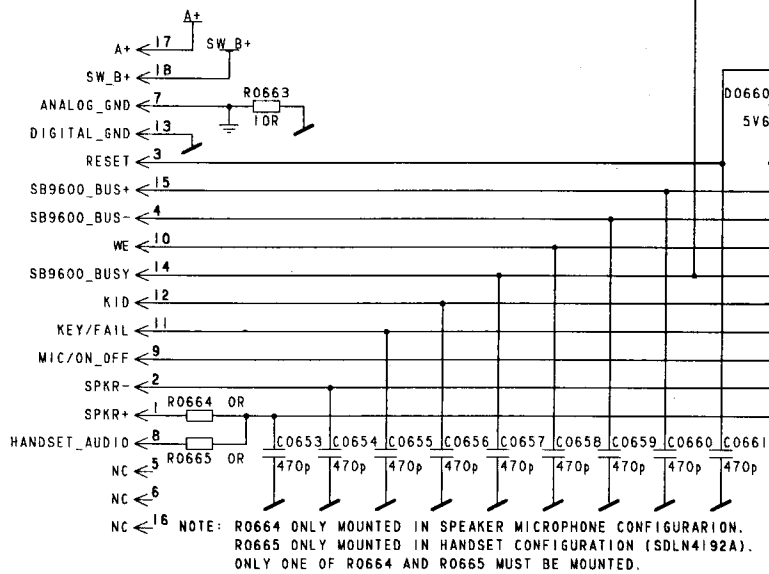 A+
A+ 17
SW_B+
SW_B+ 18
ANALOG_GND 7
R0663
10R
DIGITAL_GND 13
RESET 3
SB9600_BUS+ 15
SB9600_BUS- 4
WE 10
SB9600_BUSY 14
KID 12
KEY/FAIL 11
MIC/ON_OFF 9
SPKR- 2
SPKR+ 1
R0664 0R
HANDSET_AUDIO 8
R0665 0R
NC 5
NC 6
NC 16
D0660
5V6
C0653 C0654 C0655 C0656 C0657 C0658 C0659 C0660 C0661
470p 470p 470p 470p 470p 470p 470p 470p 470p
NOTE: R0664 ONLY MOUNTED IN SPEAKER MICROPHONE CONFIGURARION.
R0665 ONLY MOUNTED IN HANDSET CONFIGURATION (SDLN4192A).
ONLY ONE OF R0664 AND R0665 MUST BE MOUNTED.